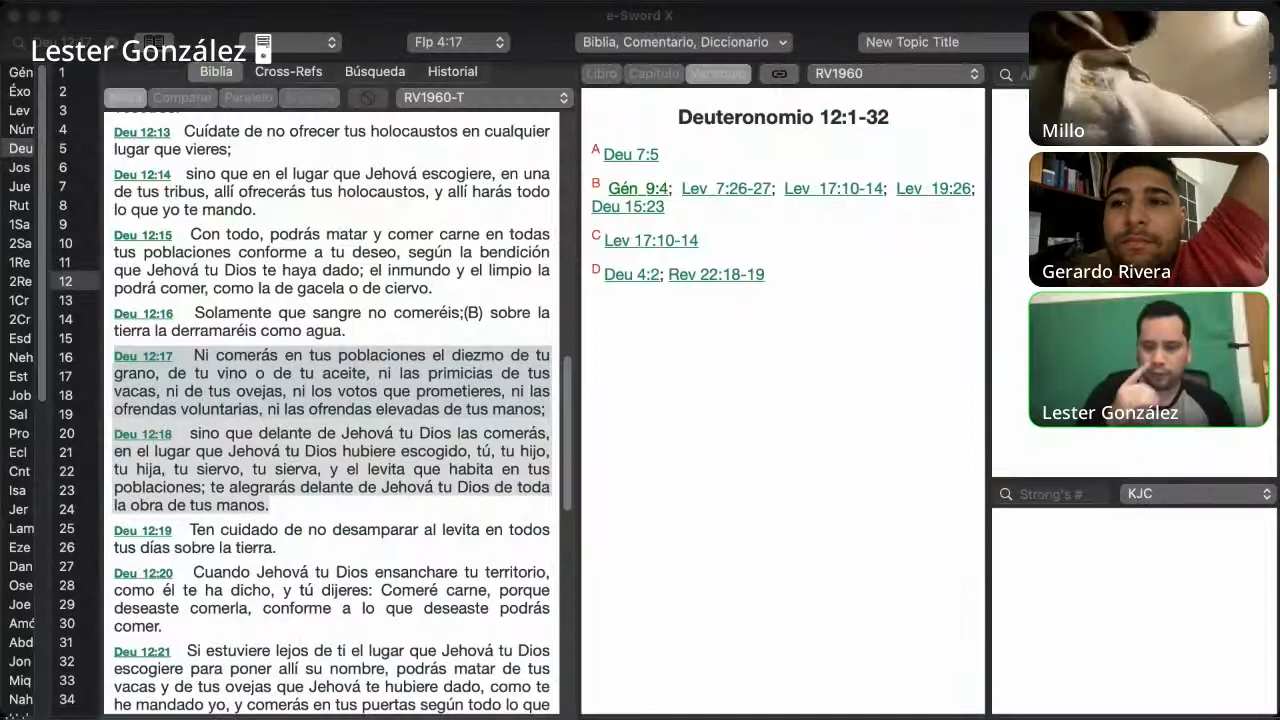 e-Sword X
Lester González
Flp 4:17
Biblia, Comentario, Diccionario
New Topic Title
Biblia
Cross-Refs
Búsqueda
Historial
Comparar
Paralelo
RV1960-T
Libro
Capítulo
Versículo
RV1960
Gén
Éxo
Lev
Núm
Deu
Jos
Jue
Rut
1Sa
2Sa
1Re
2Re
1Cr
2Cr
Esd
Neh
Est
Job
Sal
Pro
Ecl
Cnt
Isa
Jer
Lam
Eze
Dan
Ose
Joe
Amó
Abd
Jon
Miq
Nah
1
2
3
4
5
6
7
8
9
10
11
12
13
14
15
16
17
18
19
20
21
22
23
24
25
26
27
28
29
30
31
32
33
34
Deu 12:13 Cuídate de no ofrecer tus holocaustos en cualquier
lugar que vieres;
Deu 12:14 sino que en el lugar que Jehová escogiere, en una
de tus tribus, allí ofrecerás tus holocaustos, y allí harás todo
lo que yo te mando.
Deu 12:15 Con todo, podrás matar y comer carne en todas
tus poblaciones conforme a tu deseo, según la bendición
que Jehová tu Dios te haya dado; el inmundo y el limpio la
podrá comer, como la de gacela o de ciervo.
Deu 12:16 Solamente que sangre no comeréis;(B) sobre la
tierra la derramaréis como agua.
Deu 12:17 Ni comerás en tus poblaciones el diezmo de tu
grano, de tu vino o de tu aceite, ni las primicias de tus
vacas, ni de tus ovejas, ni los votos que prometieres, ni las
ofrendas voluntarias, ni las ofrendas elevadas de tus manos;
Deu 12:18 sino que delante de Jehová tu Dios las comerás,
en el lugar que Jehová tu Dios hubiere escogido, tú, tu hijo,
tu hija, tu siervo, tu sierva, y el levita que habita en tus
poblaciones; te alegrarás delante de Jehová tu Dios de toda
la obra de tus manos.
Deu 12:19 Ten cuidado de no desamparar al levita en todos
tus días sobre la tierra.
Deu 12:20 Cuando Jehová tu Dios ensanchare tu territorio,
como él te ha dicho, y tú dijeres: Comeré carne, porque
deseaste comerla, conforme a lo que deseaste podrás
comer.
Deu 12:21 Si estuviere lejos de ti el lugar que Jehová tu Dios
escogiere para poner allí su nombre, podrás matar de tus
vacas y de tus ovejas que Jehová te hubiere dado, como te
he mandado yo, y comerás en tus puertas según todo lo que
Deuteronomio 12:1-32
A Deu 7:5
B Gén 9:4; Lev 7:26-27; Lev 17:10-14; Lev 19:26;
Deu 15:23
C Lev 17:10-14
D Deu 4:2; Rev 22:18-19
Millo
Gerardo Rivera
Lester González
Strong's #
KJC